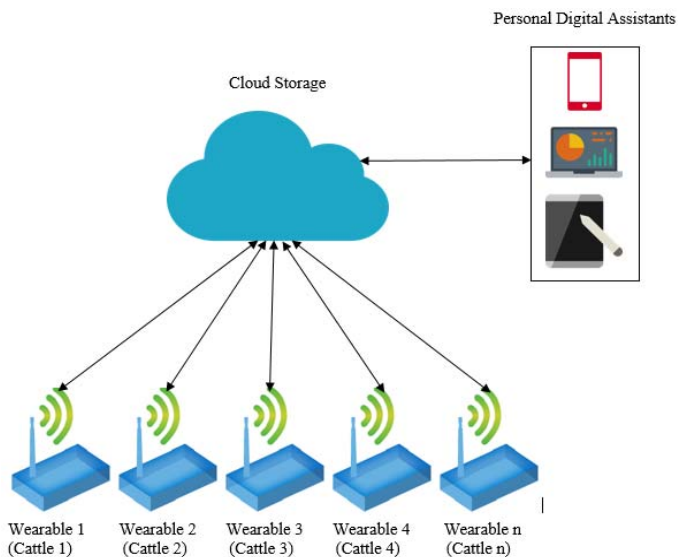 Personal Digital Assistants
Cloud Storage
Wearable 1
(Cattle 1)
Wearable 2
(Cattle 2)
Wearable 3
(Cattle 3)
Wearable 4
(Cattle 4)
Wearable n
(Cattle n)